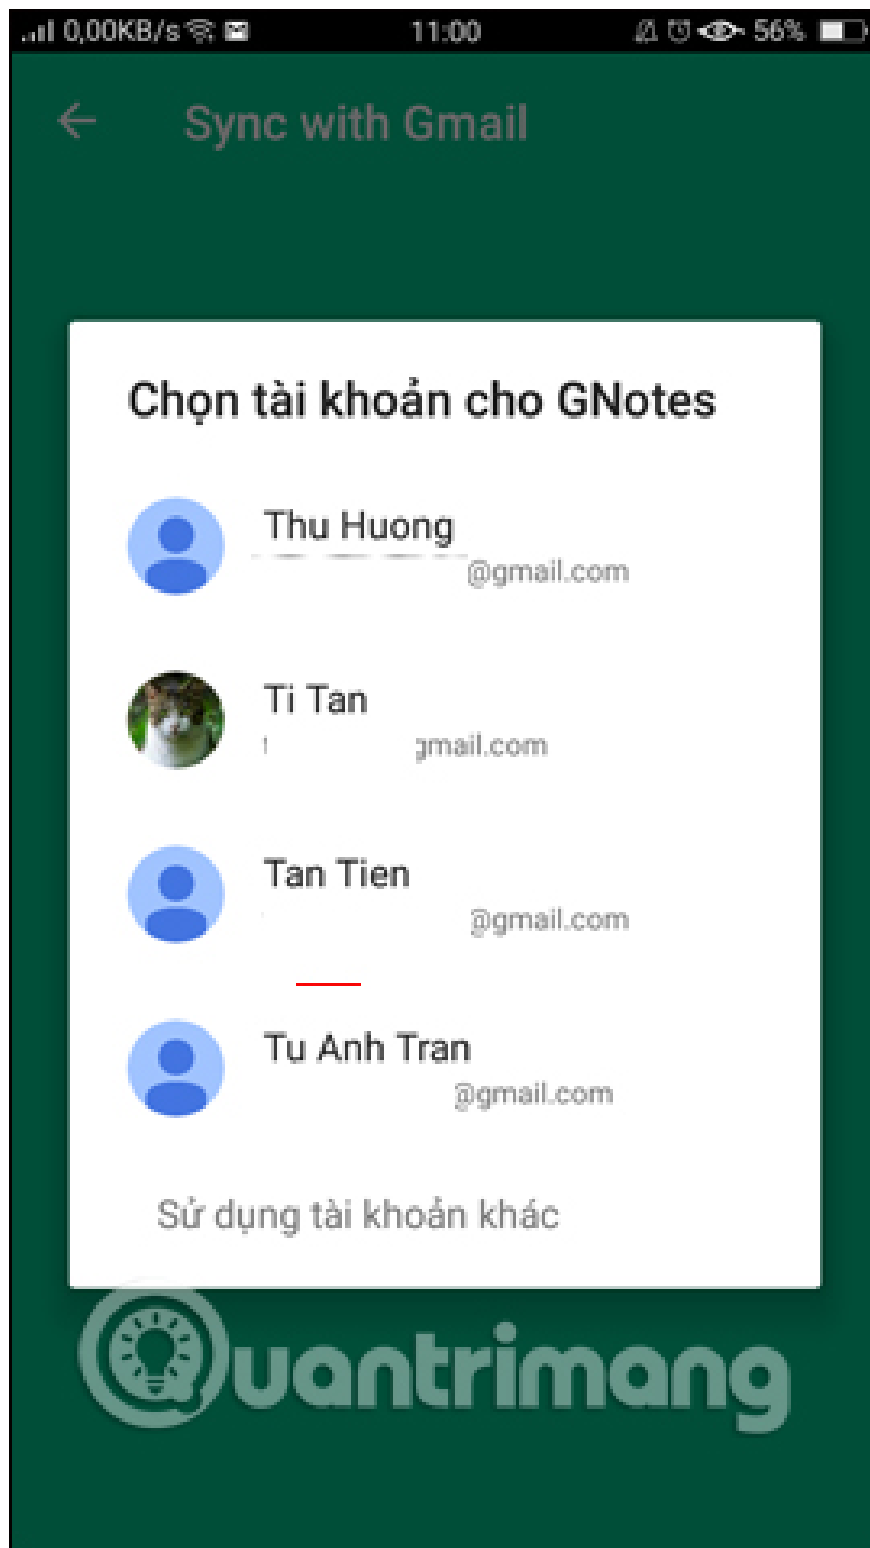 0,00KB/s 11:00 56%
Sync with Gmail
Chọn tài khoản cho GNotes
Thu Huong
@gmail.com
Ti Tan
gmail.com
Tan Tien
@gmail.com
Tu Anh Tran
@gmail.com
Sử dụng tài khoản khác
Quantrimang